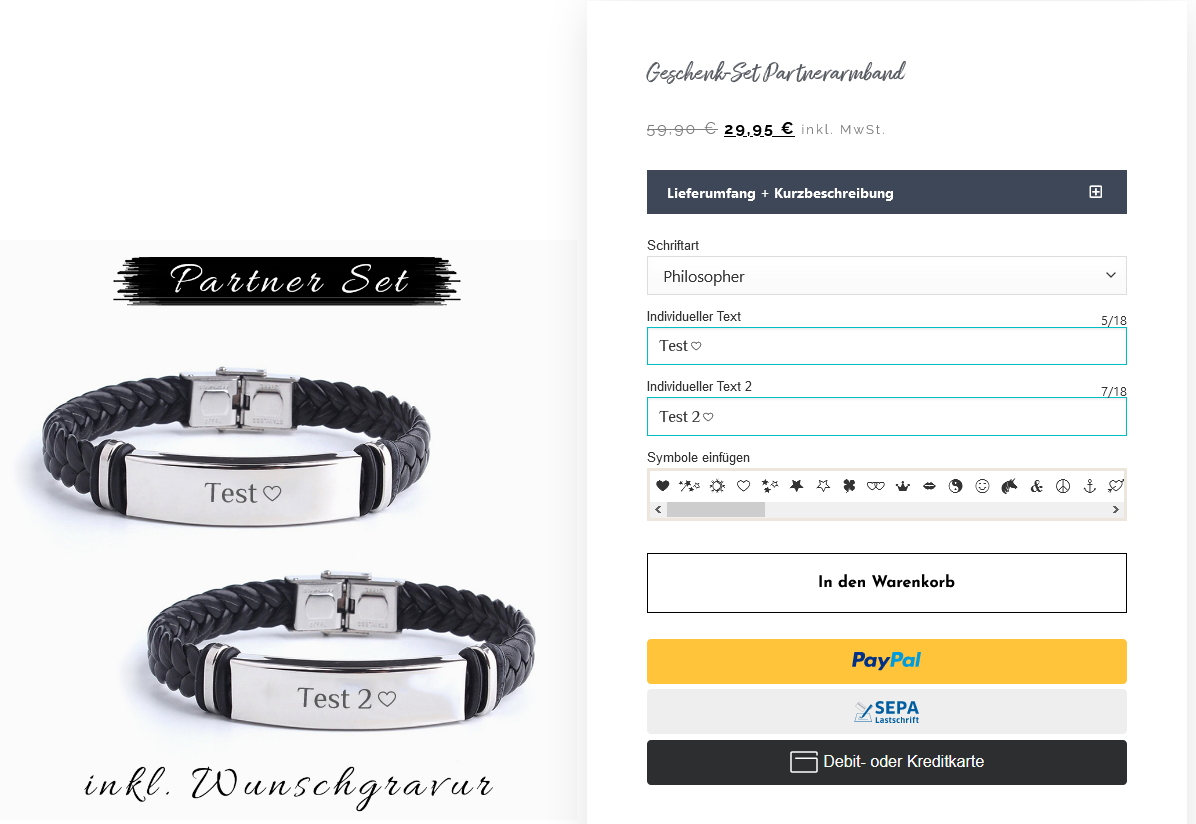 Partner Set
Test♡
Test 2♡
inkl. Wunschgravur
Geschenk-Set Partnerarmband
59,90 € 29,95 € inkl. MwSt.
Lieferumfang + Kurzbeschreibung
Schriftart
Philosopher
Individueller Text
5/18
Test♡
Individueller Text 2
7/18
Test 2♡
Symbole einfügen
&
In den Warenkorb
PayPal
SEPA
Lastschrift
Debit- oder Kreditkarte